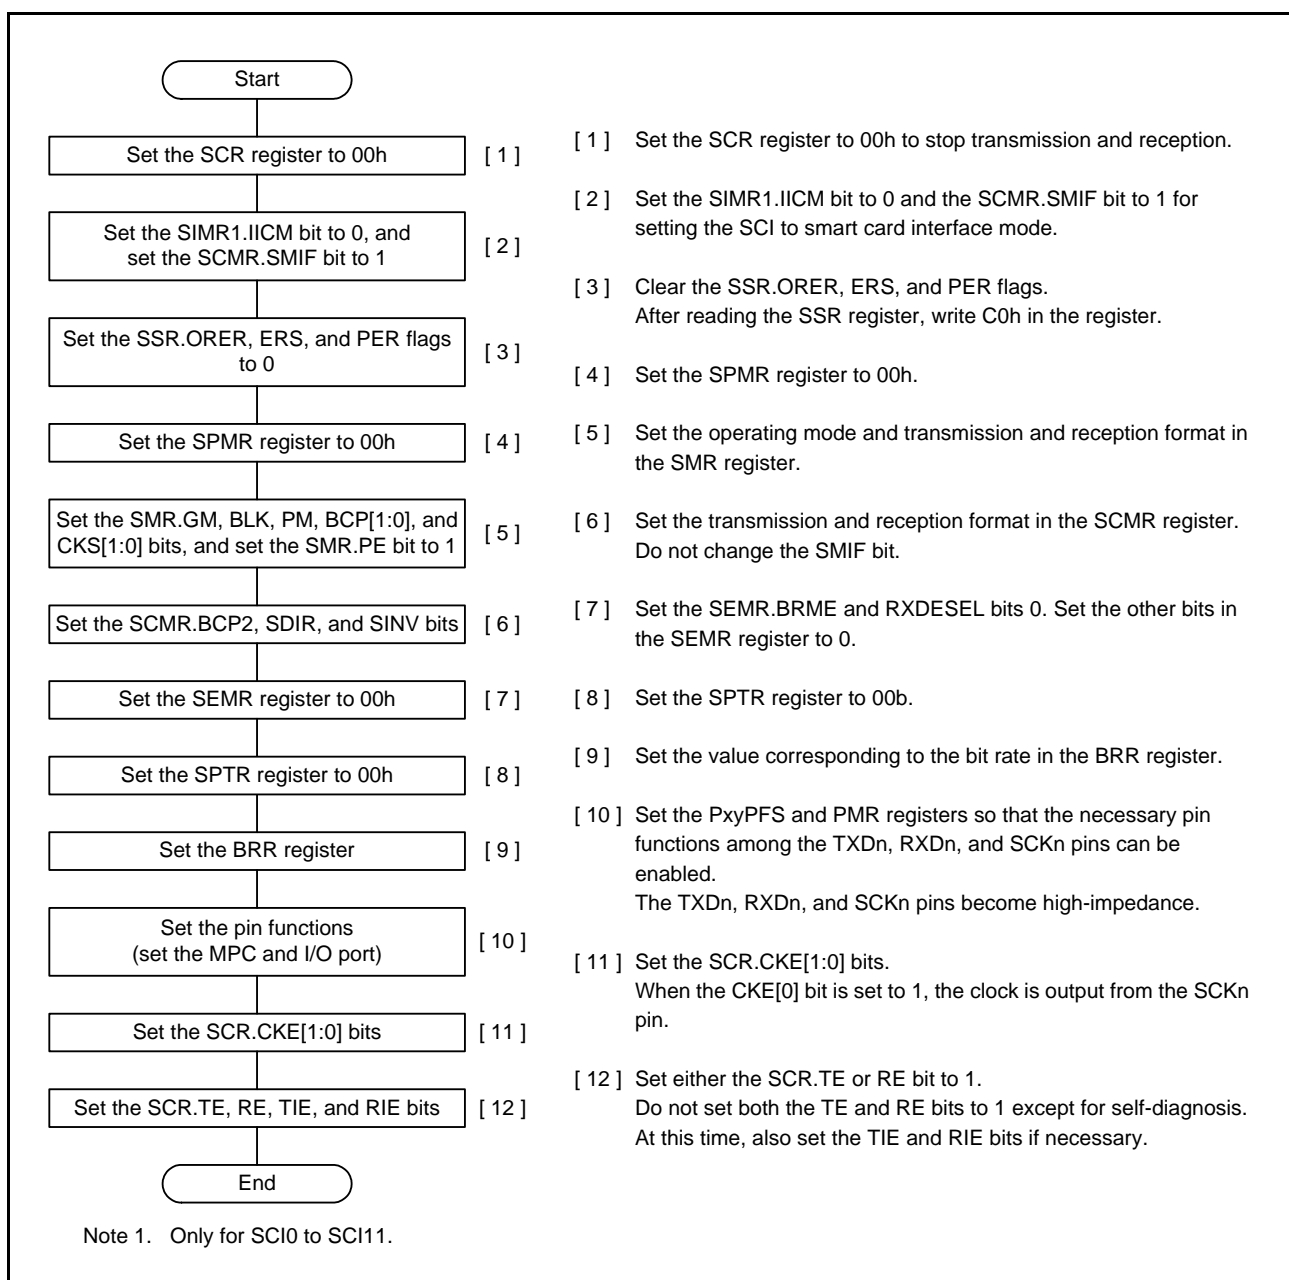 Start
Set the SCR register to 00h
[ 1 ]
Set the SIMR1.IICM bit to 0, and
set the SCMR.SMIF bit to 1
[ 2 ]
Set the SSR.ORER, ERS, and PER flags
to 0
[ 3 ]
Set the SPMR register to 00h
[ 4 ]
Set the SMR.GM, BLK, PM, BCP[1:0], and
CKS[1:0] bits, and set the SMR.PE bit to 1
[ 5 ]
Set the SCMR.BCP2, SDIR, and SINV bits
[ 6 ]
Set the SEMR register to 00h
[ 7 ]
Set the SPTR register to 00h
[ 8 ]
Set the BRR register
[ 9 ]
Set the pin functions
(set the MPC and I/O port)
[ 10 ]
Set the SCR.CKE[1:0] bits
[ 11 ]
Set the SCR.TE, RE, TIE, and RIE bits
[ 12 ]
End
[ 1 ] Set the SCR register to 00h to stop transmission and reception.
[ 2 ] Set the SIMR1.IICM bit to 0 and the SCMR.SMIF bit to 1 for
setting the SCI to smart card interface mode.
[ 3 ] Clear the SSR.ORER, ERS, and PER flags.
After reading the SSR register, write C0h in the register.
[ 4 ] Set the SPMR register to 00h.
[ 5 ] Set the operating mode and transmission and reception format in
the SMR register.
[ 6 ] Set the transmission and reception format in the SCMR register.
Do not change the SMIF bit.
[ 7 ] Set the SEMR.BRME and RXDESEL bits 0. Set the other bits in
the SEMR register to 0.
[ 8 ] Set the SPTR register to 00b.
[ 9 ] Set the value corresponding to the bit rate in the BRR register.
[ 10 ] Set the PxyPFS and PMR registers so that the necessary pin
functions among the TXDn, RXDn, and SCKn pins can be
enabled.
The TXDn, RXDn, and SCKn pins become high-impedance.
[ 11 ] Set the SCR.CKE[1:0] bits.
When the CKE[0] bit is set to 1, the clock is output from the SCKn
pin.
[ 12 ] Set either the SCR.TE or RE bit to 1.
Do not set both the TE and RE bits to 1 except for self-diagnosis.
At this time, also set the TIE and RIE bits if necessary.
Note 1. Only for SCI0 to SCI11.